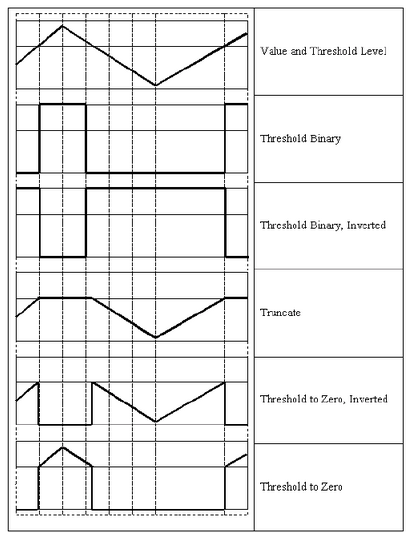 Value and Threshold Level
Threshold Binary
Threshold Binary, Inverted
Truncate
Threshold to Zero, Inverted
Threshold to Zero